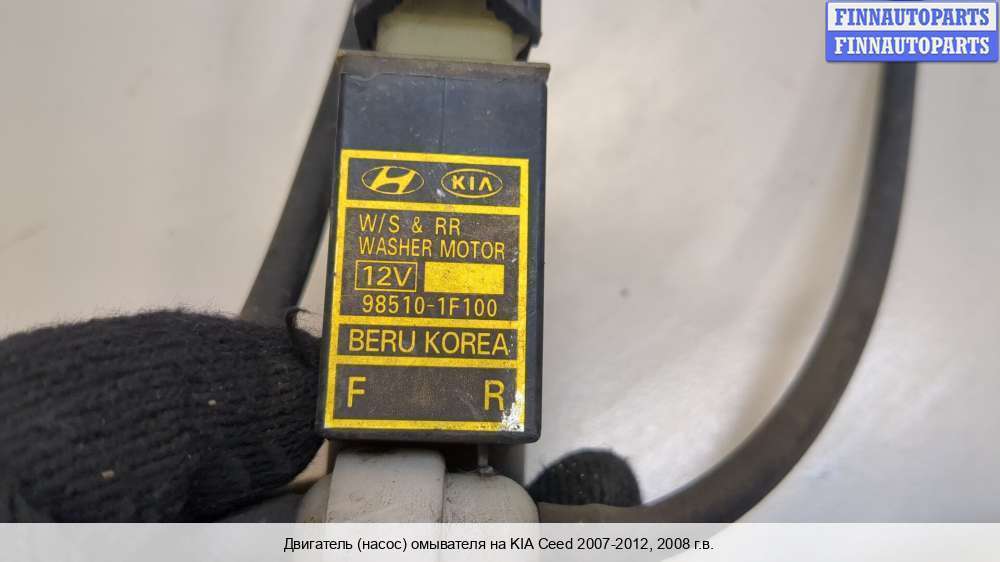 FINNAUTOPARTS
FINNAUTOPARTS
H KIA
W/S & RR
WASHER MOTOR
12V
98510-1F100
BERU KOREA
F R
Двигатель (насос) омывателя на KIA Ceed 2007-2012, 2008 г.в.